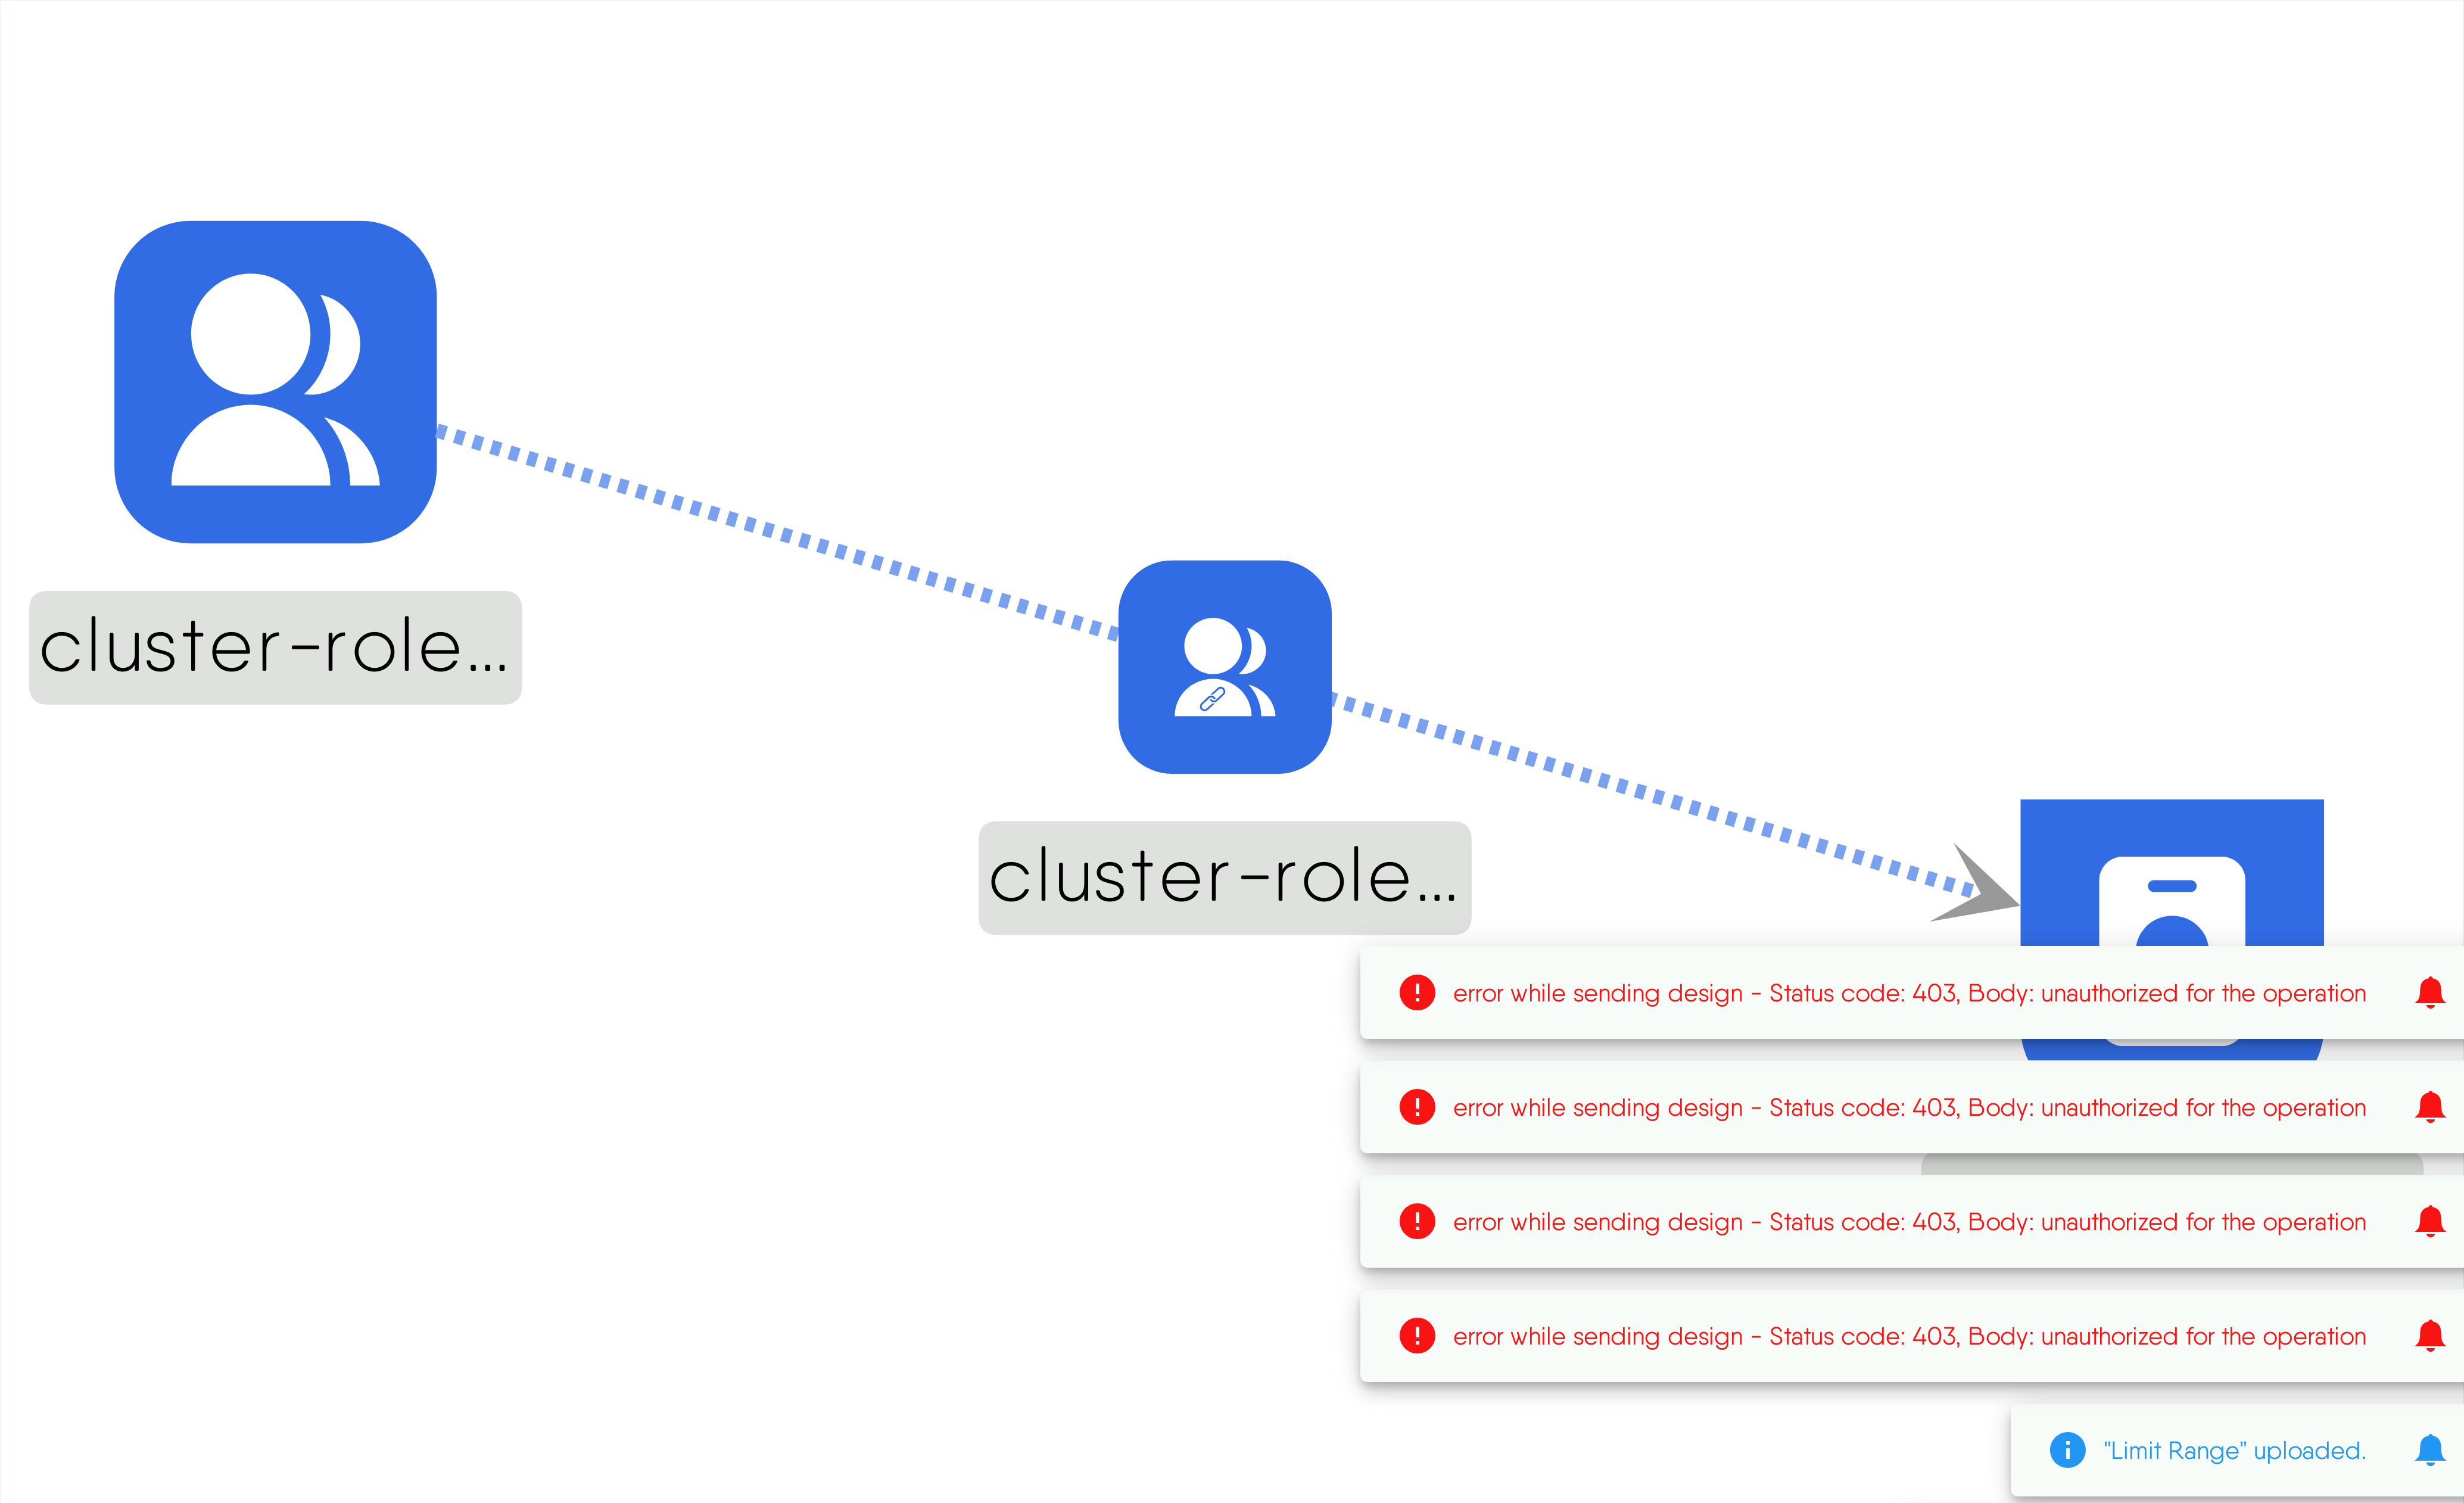 cluster-role...
cluster-role...
error while sending design - Status code: 403, Body: unauthorized for the operation
error while sending design - Status code: 403, Body: unauthorized for the operation
error while sending design - Status code: 403, Body: unauthorized for the operation
error while sending design - Status code: 403, Body: unauthorized for the operation
"Limit Range" uploaded.